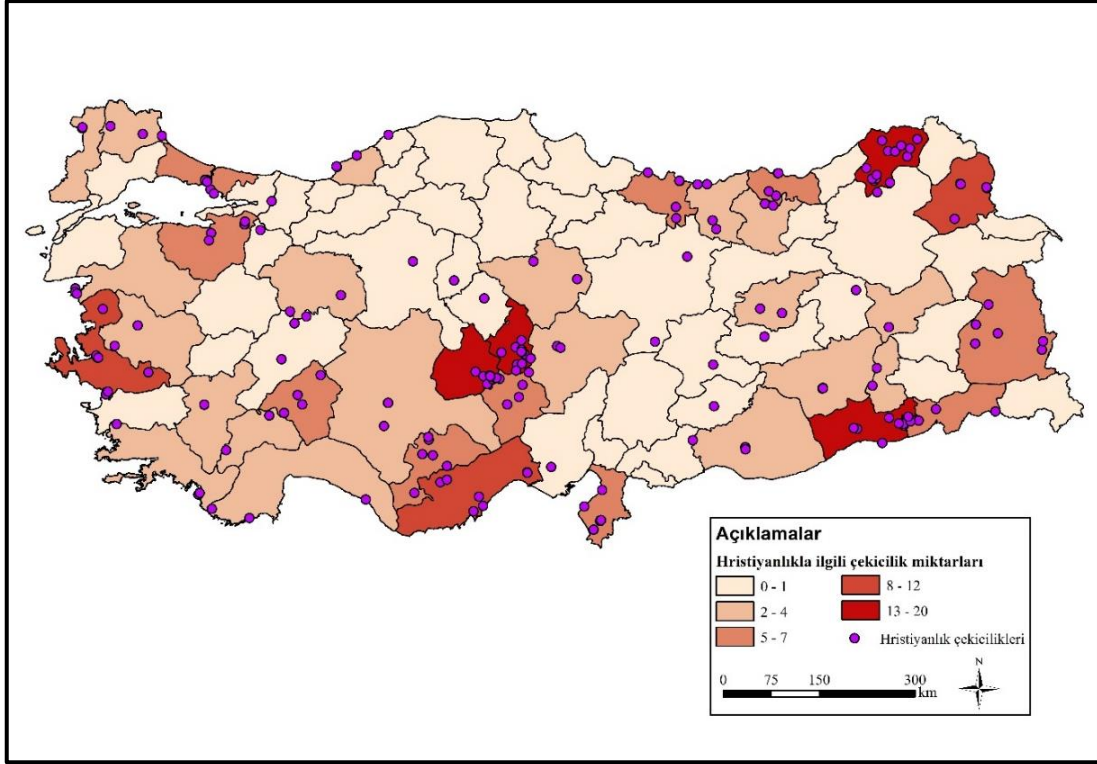 Açıklamalar
Hristiyanlıkla ilgili çekicilik miktarları
0 - 1
8 - 12
2 - 4
13 - 20
5 - 7
Hristiyanlık çekicilikleri
N
0 75 150 300
km